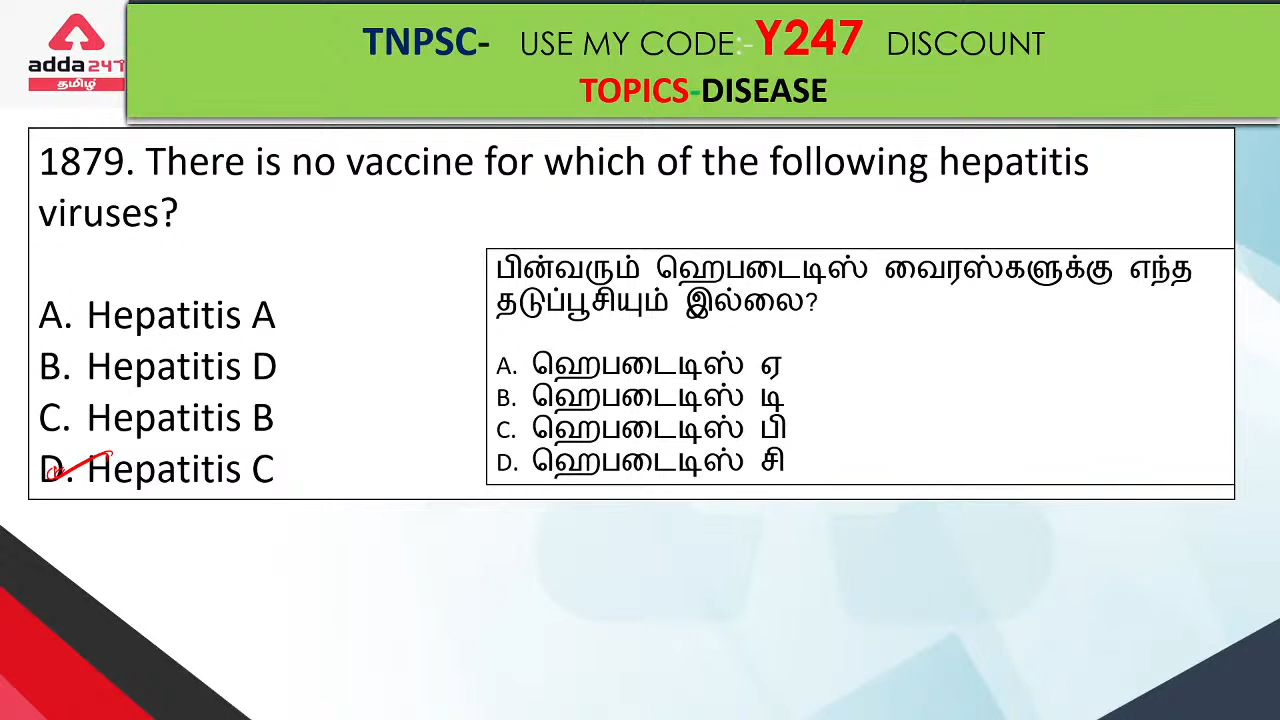 adda247
தமிழ்
TNPSC- USE MY CODE:-Y247 DISCOUNT
TOPICS-DISEASE
1879. There is no vaccine for which of the following hepatitis
viruses?
A. Hepatitis A
B. Hepatitis D
C. Hepatitis B
D. Hepatitis C
பின்வரும் ஹெபடைடிஸ் வைரஸ்களுக்கு எந்த
தடுப்பூசியும் இல்லை?
A. ஹெபடைடிஸ் ஏ
B. ஹெபடைடிஸ் டி
C. ஹெபடைடிஸ் பி
D. ஹெபடைடிஸ் சி